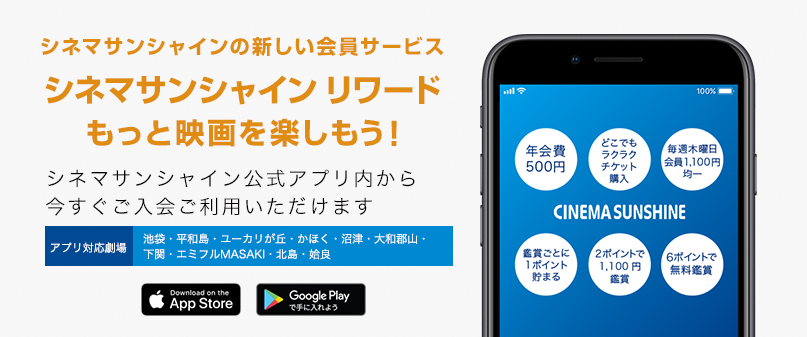 シネマサンシャインの新しい会員サービス
シネマサンシャイン リワード
もっと映画を楽しもう！
シネマサンシャイン公式アプリ内から
今すぐご入会ご利用いただけます
アプリ対応劇場
池袋・平和島・ユーカリが丘・かほく・沼津・大和郡山・
下関・エミフルMASAKI・北島・姶良
Download on the
App Store
Google Play
で手に入れよう
100%
年会費
500円
どこでも
ラクラク
チケット
購入
毎週木曜日
会員1,100円
均一
CINEMA SUNSHINE
鑑賞ごとに
1ポイント
貯まる
2ポイントで
1,100 円
鑑賞
6ポイントで
無料鑑賞